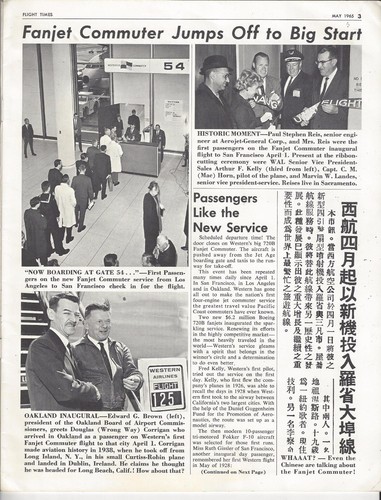 FLIGHT TIMES
MAY 1965 3
Fanjet Commuter Jumps Off to Big Start
54
FLIGHT
HISTORIC MOMENT—Paul Stephen Reis, senior engineer
at Aerojet-General Corp., and Mrs. Reis were the
first passengers on the Fanjet Commuter inaugural
flight to San Francisco April 1. Present at the ribbon-
cutting ceremony were WAL Senior Vice President-
Sales Arthur F. Kelly (third from left), Capt. C. M.
(Mac) Horn, pilot of the plane, and Marvin W. Landes,
senior vice president-service. Reises live in Sacramento.
"NOW BOARDING AT GATE 54 . . ."—First Passengers
on the new Fanjet Commuter service from Los
Angeles to San Francisco check in for the flight.
WESTERN
AIRLINES
FLIGHT
125
OAKLAND INAUGURAL—Edward G. Brown (left),
president of the Oakland Board of Airport Commissioners,
greets Douglas (Wrong Way) Corrigan who
arrived in Oakland as a passenger on Western's first
Fanjet Commuter flight to that city April 1. Corrigan
made aviation history in 1938, when he took off from
Long Island, N. Y., in his small Curtiss-Robin plane
and landed in Dublin, Ireland. He claims he thought
he was headed for Long Beach, Calif.! How about that?
Passengers
Like the
New Service
Scheduled departure time! The
door closes on Western's big 720B
Fanjet Commuter. The aircraft is
pushed away from the Jet Age
boarding gate and taxis to the runway
for take-off.
This event has been repeated
many times daily since April 1.
In San Francisco, in Los Angeles
and in Oakland. Western has gone
all out to make the nation's first
four-engine jet commuter service
the greatest travel value Pacific
Coast commuters have ever known.
Two new $6.2 million Boeing
720B fanjets inaugurated the sparkling
service. Renewing its efforts
in the highly competitive market—
the most heavily traveled in the
world—Western's service gleams
with a spirit that belongs in the
winner's circle and a determination
to do even better.
Fred Kelly, Western's first pilot,
rode on the service on the first
day. Kelly, who first flew the company's
planes in 1926, was able to
recall the days in 1928 when Western
first took to the airway between
California's two largest cities. With
the help of the Daniel Guggenheim
Fund for the Promotion of Aeronautics,
the route was set up as a
model airway.
The then modern 10-passenger
tri-motored Fokker F-10 aircraft
was selected for those first runs.
Miss Ruth Gissler of San Francisco,
another inaugural day passenger,
remembered her first Western flight
in May of 1928:
(Continued on Next Page)
西航四月起以新機投入羅省大埠線
WHAAAT? — Even the
Chinese are talking about
the Fanjet Commuter!